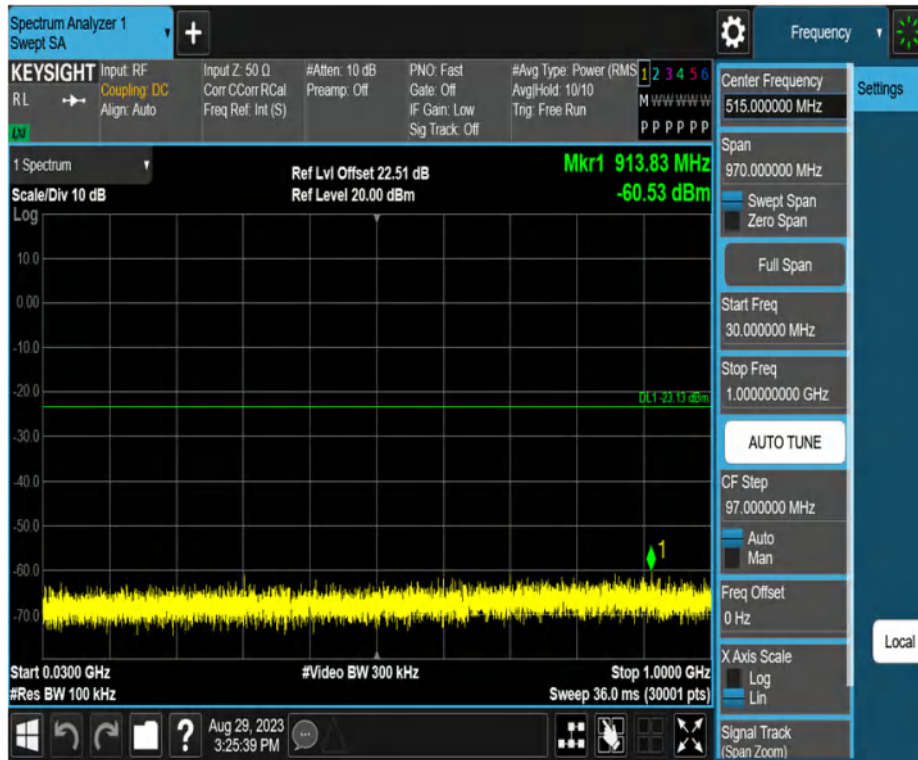 Spectrum Analyzer 1
Swept SA
+
Frequency
KEYSIGHT
RL
LXI
Input: RF
Coupling: DC
Align: Auto
Input Z: 50 Ω
Corr CCorr RCal
Freq Ref: Int (S)
#Atten: 10 dB
Preamp: Off
PNO: Fast
Gate: Off
IF Gain: Low
Sig Track: Off
#Avg Type: Power (RMS
Avg|Hold: 10/10
Trig: Free Run
1 2 3 4 5 6
M W W W W W
P P P P P P
1 Spectrum
Scale/Div 10 dB
Log
Ref Lvl Offset 22.51 dB
Ref Level 20.00 dBm
Mkr1 913.83 MHz
-60.53 dBm
10.0
0.00
-10.0
-20.0
DL1 -23.13 dBm
-30.0
-40.0
-50.0
1
-60.0
-70.0
Start 0.0300 GHz
#Res BW 100 kHz
#Video BW 300 kHz
Stop 1.0000 GHz
Sweep 36.0 ms (30001 pts)
?
Aug 29, 2023
3:25:39 PM
Center Frequency
515.000000 MHz
Span
970.000000 MHz
Swept Span
Zero Span
Full Span
Start Freq
30.000000 MHz
Stop Freq
1.000000000 GHz
AUTO TUNE
CF Step
97.000000 MHz
Auto
Man
Freq Offset
0 Hz
X Axis Scale
Log
Lin
Signal Track
(Span Zoom)
Settings
Local